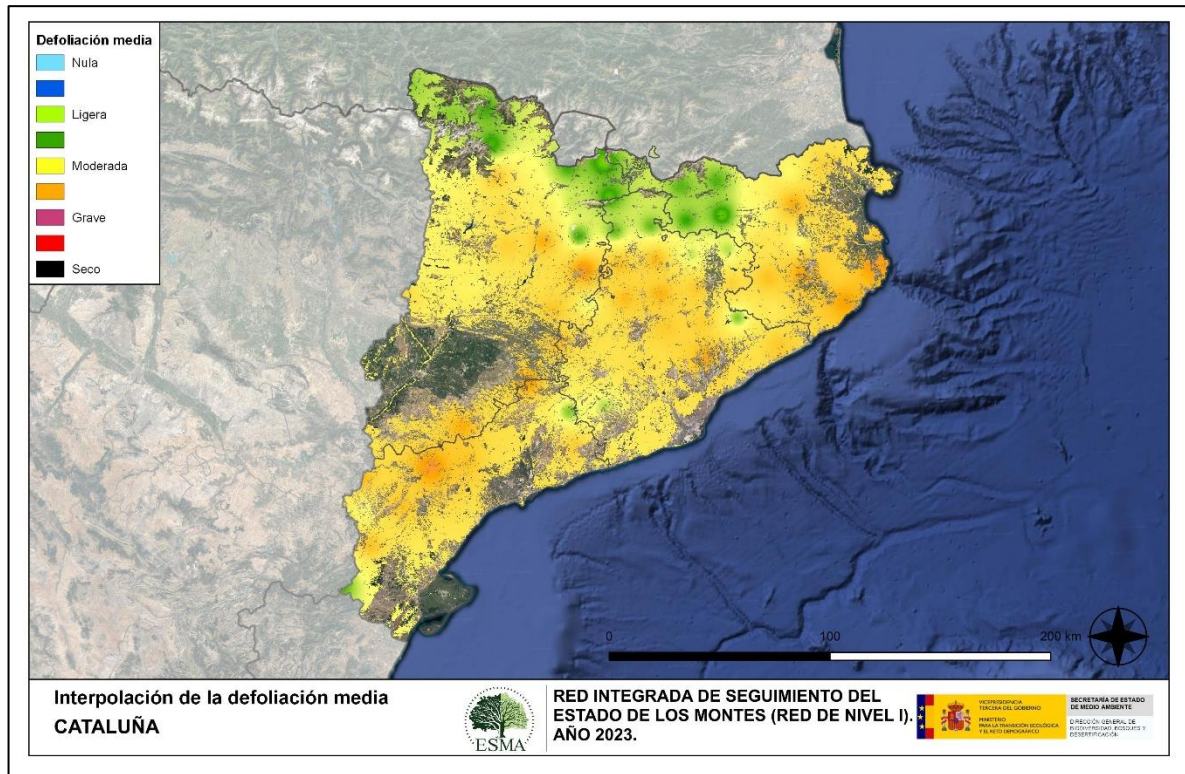 Defoliación media
Nula
Ligera
Moderada
Grave
Seco
0 100 200 km
Interpolación de la defoliación media
CATALUÑA
ESMA
RED INTEGRADA DE SEGUIMIENTO DEL
ESTADO DE LOS MONTES (RED DE NIVEL I).
AÑO 2023.
VICEPRESIDENCIA
TERCERA DEL GOBIERNO
MINISTERIO
PARA LA TRANSICIÓN ECOLÓGICA
Y EL RETO DEMOGRÁFICO
SECRETARÍA DE ESTADO
DE MEDIO AMBIENTE
DIRECCIÓN GENERAL DE
BIODIVERSIDAD, BOSQUES Y
DESERTIFICACIÓN